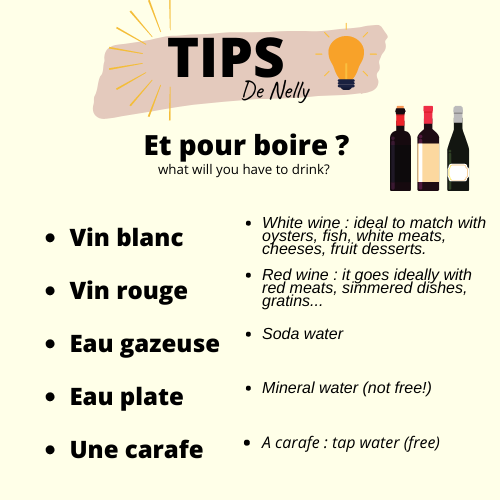 TIPS
De Nelly
Et pour boire ?
what will you have to drink?
• Vin blanc
• White wine : ideal to match with
oysters, fish, white meats,
cheeses, fruit desserts.
• Vin rouge
• Red wine : it goes ideally with
red meats, simmered dishes,
gratins...
• Eau gazeuse
• Soda water
• Eau plate
• Mineral water (not free!)
• Une carafe
• A carafe : tap water (free)